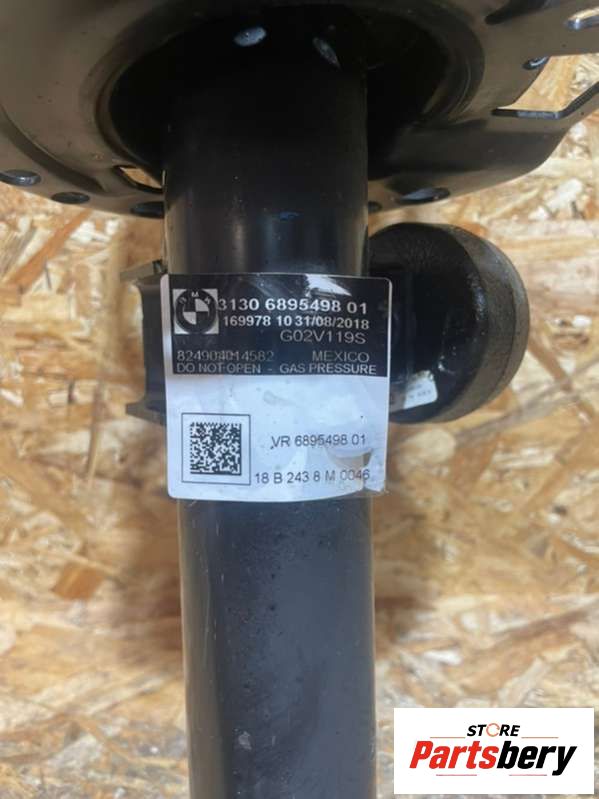 BMW
3130 6895498 01
169978 10 31/08/2018
G02V119S
824904014582 MEXICO
DO NOT OPEN - GAS PRESSURE
VR 6895498 01
18 B 243 8 M 0046
STORE
Partsbery